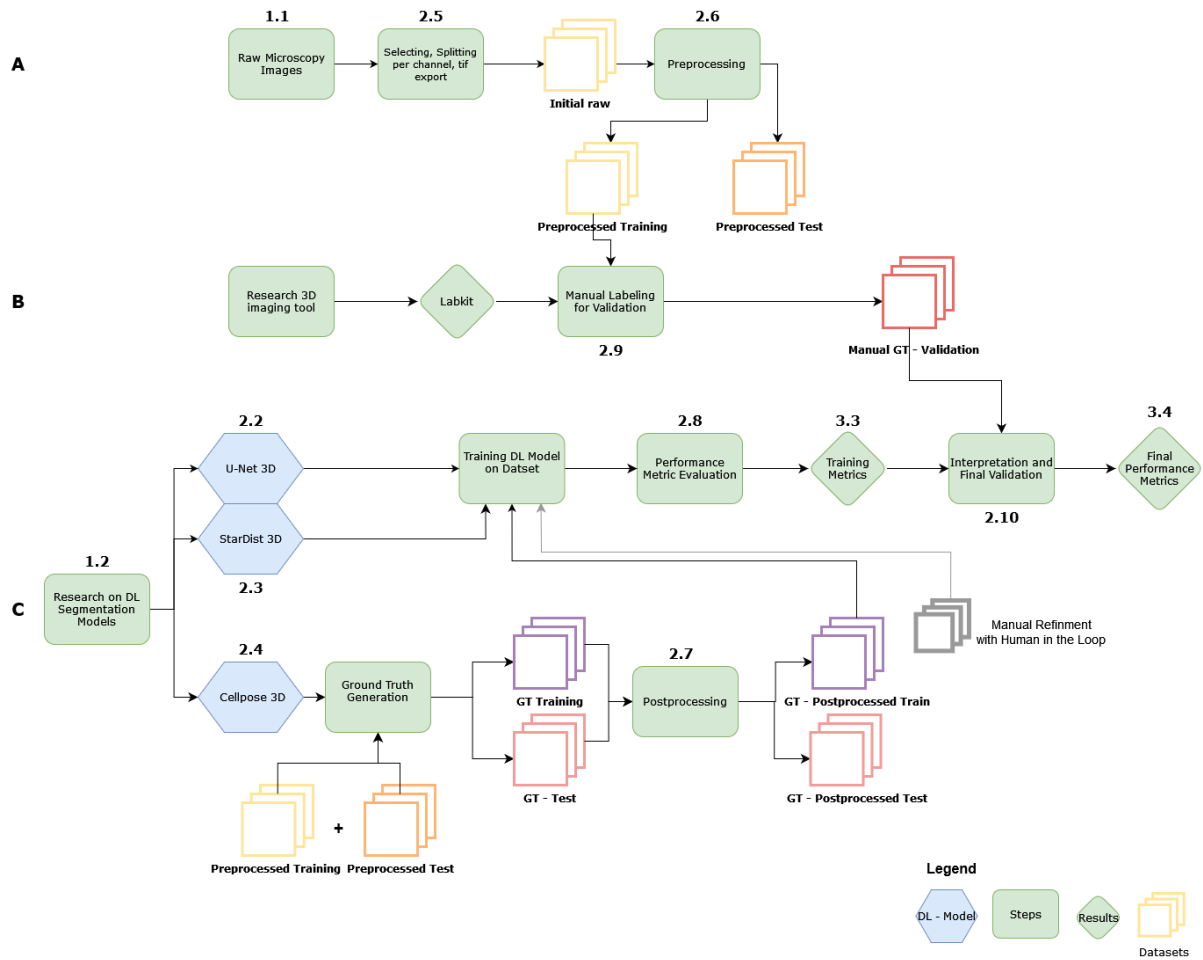 1.1
2.5
2.6
A
Raw Microscopy
Images
Selecting, Splitting
per channel, tif
export
Initial raw
Preprocessing
Preprocessed Training
Preprocessed Test
B
Research 3D
imaging tool
Labkit
Manual Labeling
for Validation
2.9
Manual GT - Validation
2.2
2.8
3.3
3.4
U-Net 3D
Training DL Model
on Datset
Performance
Metric Evaluation
Training
Metrics
Interpretation and
Final Validation
2.10
Final
Performance
Metrics
StarDist 3D
2.3
1.2
C
Research on DL
Segmentation
Models
Manual Refinment
with Human in the Loop
2.4
2.7
Cellpose 3D
Ground Truth
Generation
GT Training
GT - Test
Postprocessing
GT - Postprocessed Train
GT - Postprocessed Test
+
Preprocessed Training
Preprocessed Test
Legend
DL - Model
Steps
Results
Datasets